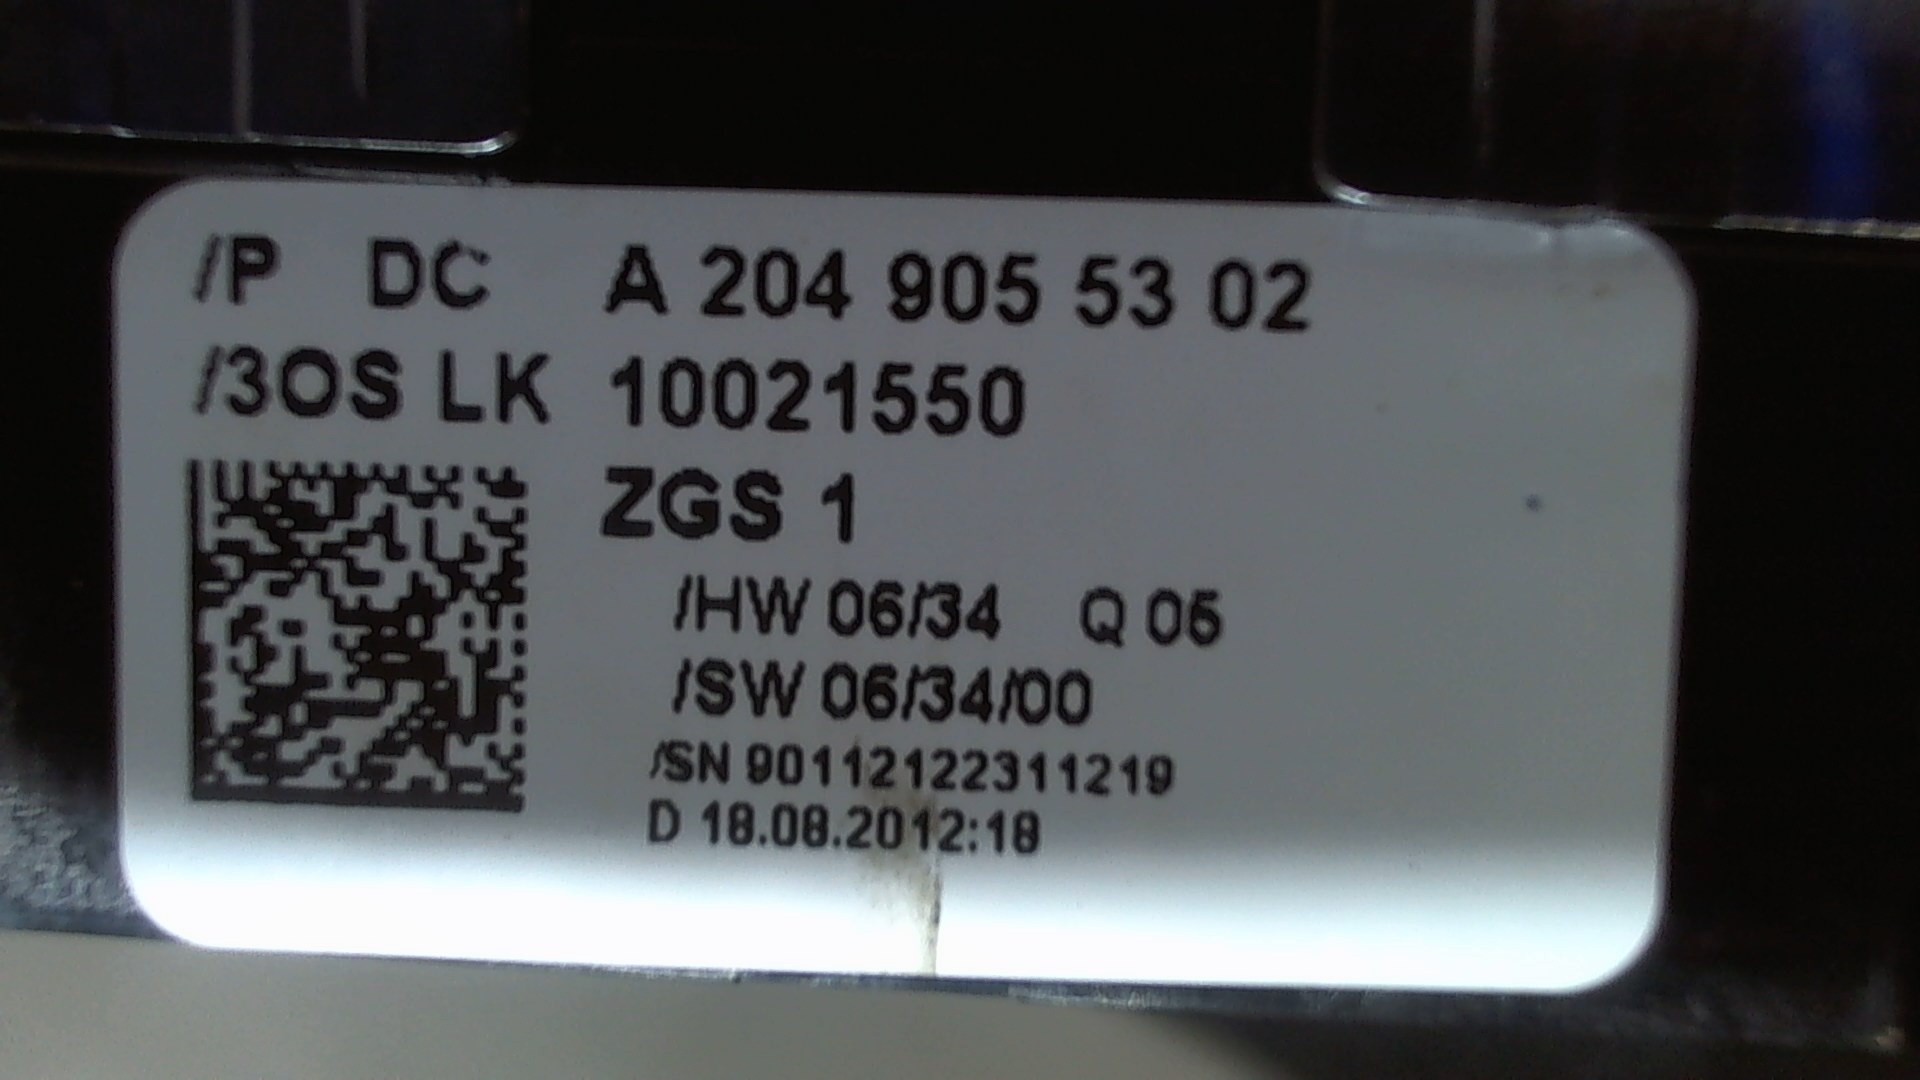 /P DC A 204 905 53 02
/3OS LK 10021550
ZGS 1
/HW 06/34 Q 05
/SW 06/34/00
/SN 90112122311219
D 18.08.2012:18